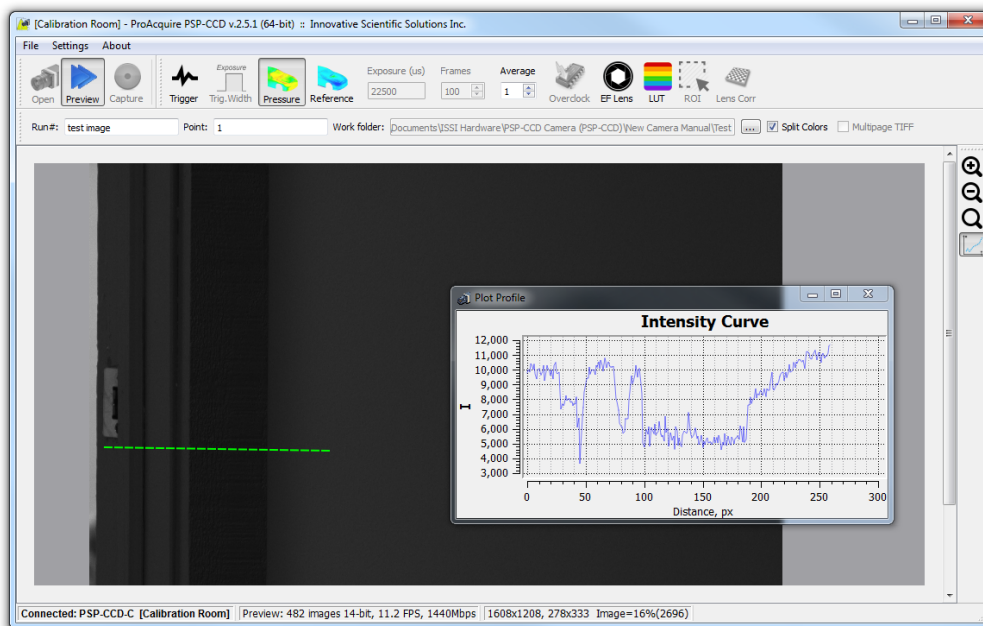 [Calibration Room] - ProAcquire PSP-CCD v.2.5.1 (64-bit) :: Innovative Scientific Solutions Inc.
File Settings About
Exposure
Open Preview Capture Trigger Trig.Width Pressure Reference
Exposure (us) Frames Average
22500 100 1
Overclock EF Lens LUT ROI Lens Corr
Run#: test image Point: 1 Work folder: Documents\ISSI Hardware\PSP-CCD Camera (PSP-CCD)\New Camera Manual\Test ... Split Colors Multipage TIFF
Plot Profile
Intensity Curve
12,000
11,000
10,000
9,000
8,000
7,000
6,000
5,000
4,000
3,000
I
0 50 100 150 200 250 300
Distance, px
Connected: PSP-CCD-C [Calibration Room] Preview: 482 images 14-bit, 11.2 FPS, 1440Mbps 1608x1208, 278x333 Image=16%(2696)